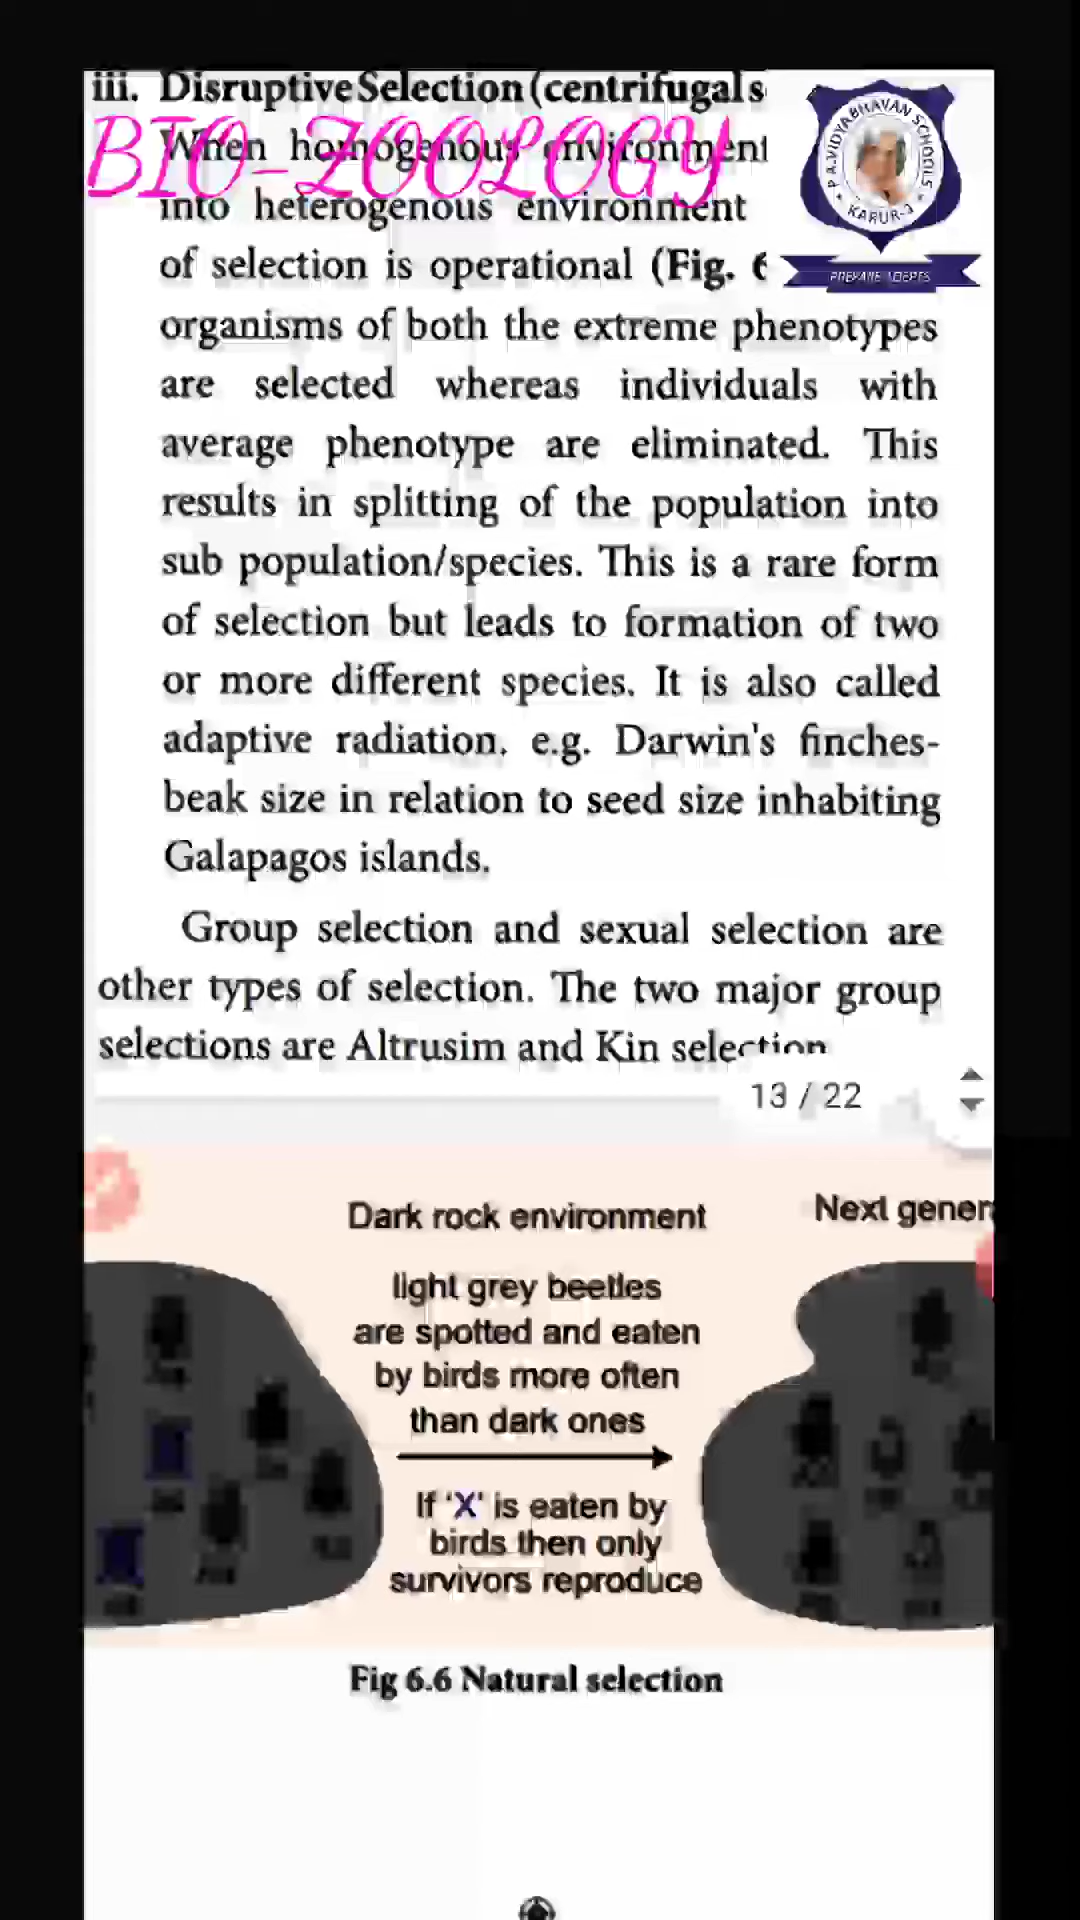 iii. Disruptive Selection (centrifugal s
BIO-ZOOLOGY
When homogenous environment
into heterogenous environment
of selection is operational (Fig. 6
organisms of both the extreme phenotypes
are selected whereas individuals with
average phenotype are eliminated. This
results in splitting of the population into
sub population/species. This is a rare form
of selection but leads to formation of two
or more different species. It is also called
adaptive radiation. e.g. Darwin's finches-
beak size in relation to seed size inhabiting
Galapagos islands.
Group selection and sexual selection are
other types of selection. The two major group
selections are Altrusim and Kin selection
P.A.VIDYABHAVAN SCHOOLS
KARUR-3
PREPARE ADEPTS
13 / 22
Dark rock environment
Next gener
light grey beetles
are spotted and eaten
by birds more often
than dark ones
If 'X' is eaten by
birds then only
survivors reproduce
Fig 6.6 Natural selection